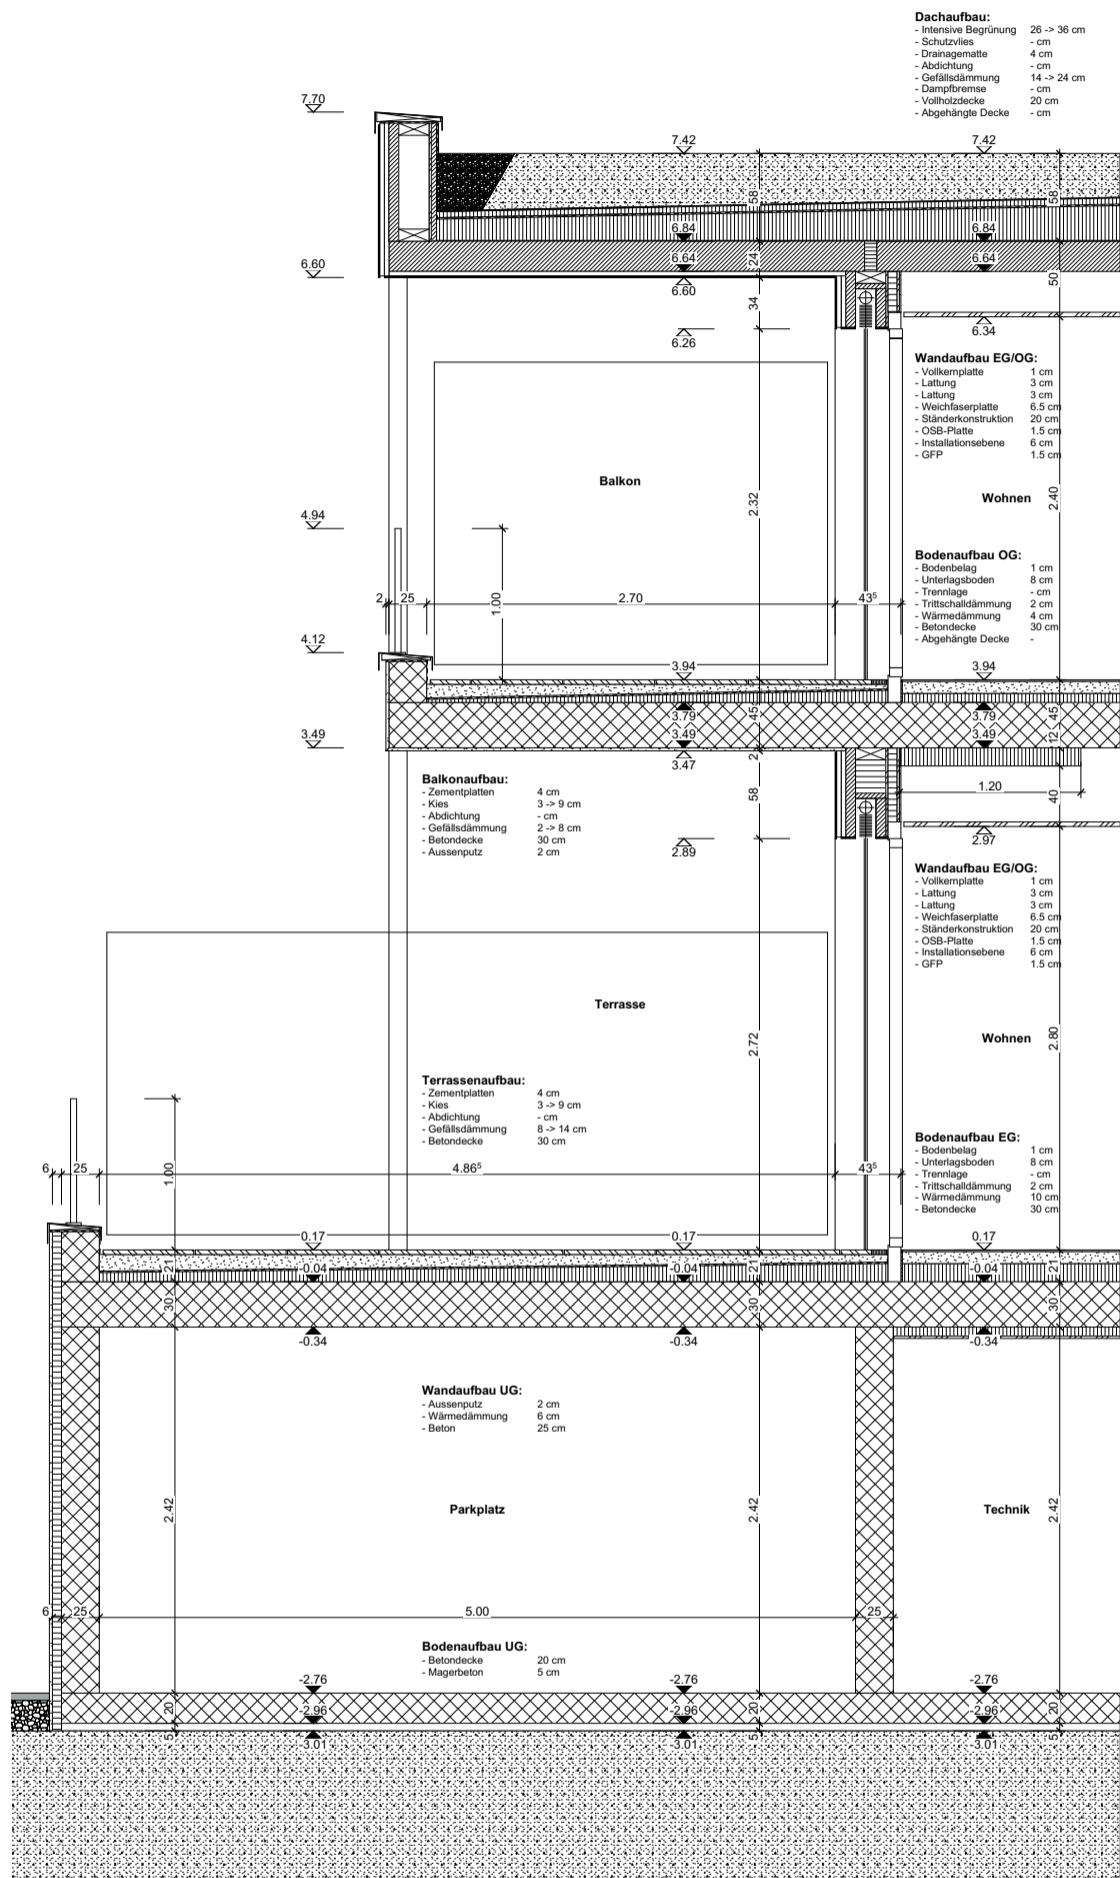 Dachaufbau:
- Intensive Begrünung 26 -> 36 cm
- Schutzvlies - cm
- Drainagematte 4 cm
- Abdichtung - cm
- Gefällsdämmung 14 -> 24 cm
- Dampfbremse - cm
- Vollholzdecke 20 cm
- Abgehängte Decke - cm
7.70
7.42 7.42
58 58
6.84 6.84
6.64 24 6.64
6.60 6.60 50
34
6.26 6.34
Wandaufbau EG/OG:
- Vollkernplatte 1 cm
- Lattung 3 cm
- Lattung 3 cm
- Weichfaserplatte 6.5 cm
- Ständerkonstruktion 20 cm
- OSB-Platte 1.5 cm
- Installationsebene 6 cm
- GFP 1.5 cm
Balkon
Wohnen
2.32 2.40
4.94
Bodenaufbau OG:
- Bodenbelag 1 cm
- Unterlagsboden 8 cm
- Trennlage - cm
- Trittschalldämmung 2 cm
- Wärmedämmung 4 cm
- Betondecke 30 cm
- Abgehängte Decke -
2 25 1.00 2.70 43⁵
4.12
3.94 3.94
3.79 45 3.79 45
3.49 3.49 3.49 12
3.47 2
Balkonaufbau:
- Zementplatten 4 cm
- Kies 3 -> 9 cm
- Abdichtung - cm
- Gefällsdämmung 2 -> 8 cm
- Betondecke 30 cm
- Aussenputz 2 cm
58 1.20 40
2.89 2.97
Wandaufbau EG/OG:
- Vollkernplatte 1 cm
- Lattung 3 cm
- Lattung 3 cm
- Weichfaserplatte 6.5 cm
- Ständerkonstruktion 20 cm
- OSB-Platte 1.5 cm
- Installationsebene 6 cm
- GFP 1.5 cm
Terrasse
Wohnen
2.72 2.80
Terrassenaufbau:
- Zementplatten 4 cm
- Kies 3 -> 9 cm
- Abdichtung - cm
- Gefällsdämmung 8 -> 14 cm
- Betondecke 30 cm
Bodenaufbau EG:
- Bodenbelag 1 cm
- Unterlagsboden 8 cm
- Trennlage - cm
- Trittschalldämmung 2 cm
- Wärmedämmung 10 cm
- Betondecke 30 cm
6 25 1.00 4.86⁵ 43⁵
0.17 0.17 0.17
21 -0.04 -0.04 21 -0.04 21
30 30 30
-0.34 -0.34 -0.34
Wandaufbau UG:
- Aussenputz 2 cm
- Wärmedämmung 6 cm
- Beton 25 cm
2.42 Parkplatz 2.42 Technik 2.42
6 25 5.00 25
Bodenaufbau UG:
- Betondecke 20 cm
- Magerbeton 5 cm
-2.76 -2.76 -2.76
20 -2.96 -2.96 20 -2.96 20
5 -3.01 -3.01 5 -3.01 5